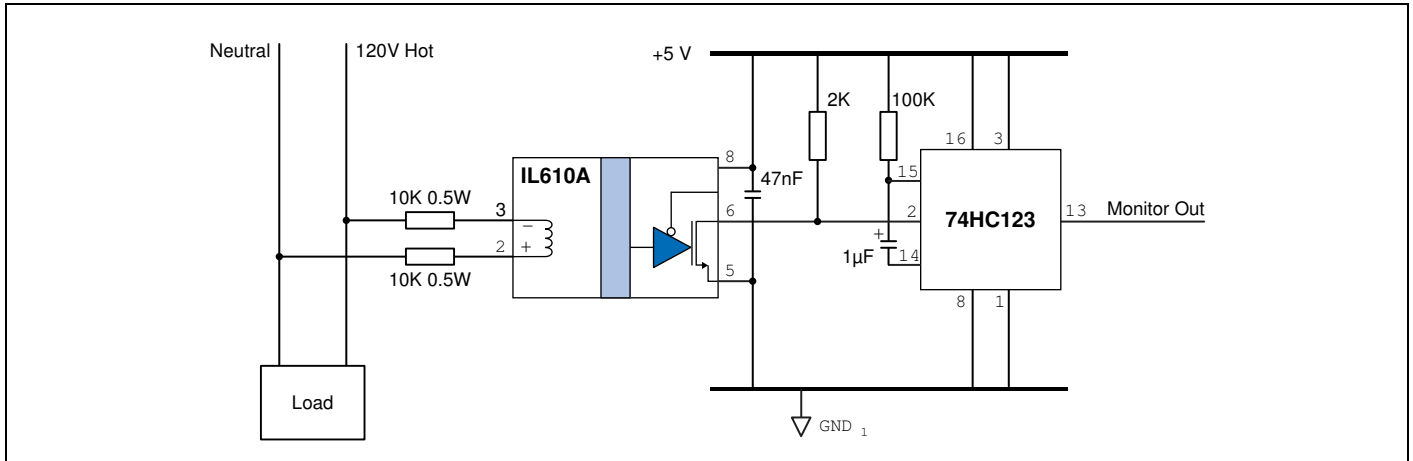 Neutral
120V Hot
+5 V
2K
100K
16
3
8
IL610A
47nF
15
10K 0.5W
3
−
6
2
74HC123
13
Monitor Out
2
+
+
1µF
14
10K 0.5W
5
8
1
Load
GND 1